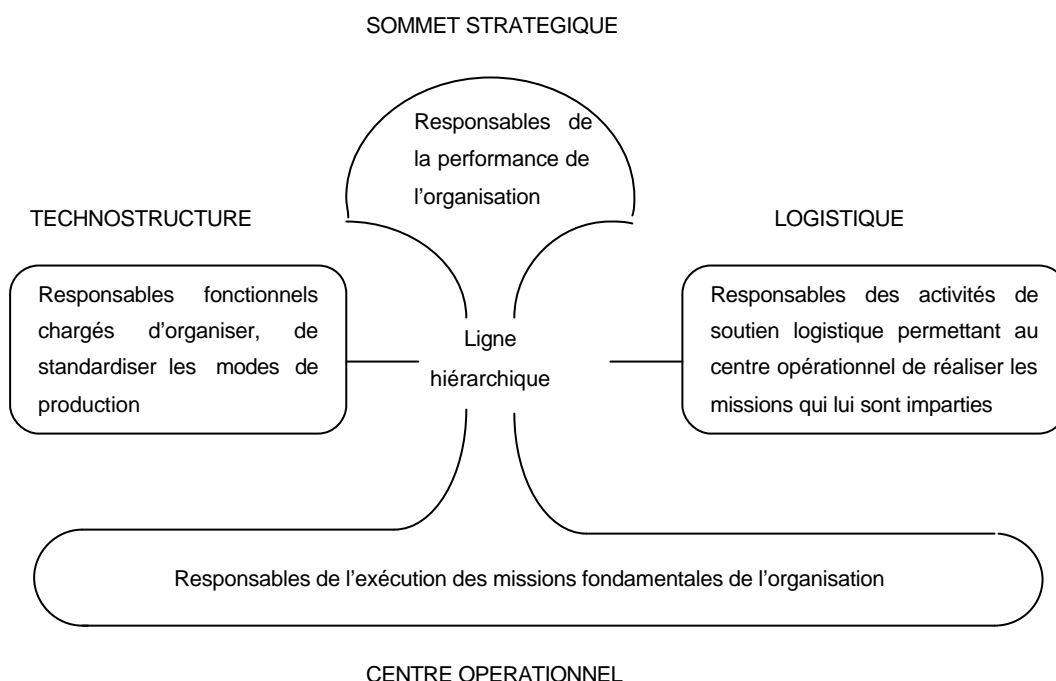 SOMMET STRATEGIQUE
Responsables de
la performance de
l'organisation
TECHNOSTRUCTURE
LOGISTIQUE
Responsables fonctionnels
chargés d'organiser, de
standardiser les modes de
production
Ligne
hiérarchique
Responsables des activités de
soutien logistique permettant au
centre opérationnel de réaliser les
missions qui lui sont imparties
Responsables de l'exécution des missions fondamentales de l'organisation
CENTRE OPERATIONNEL